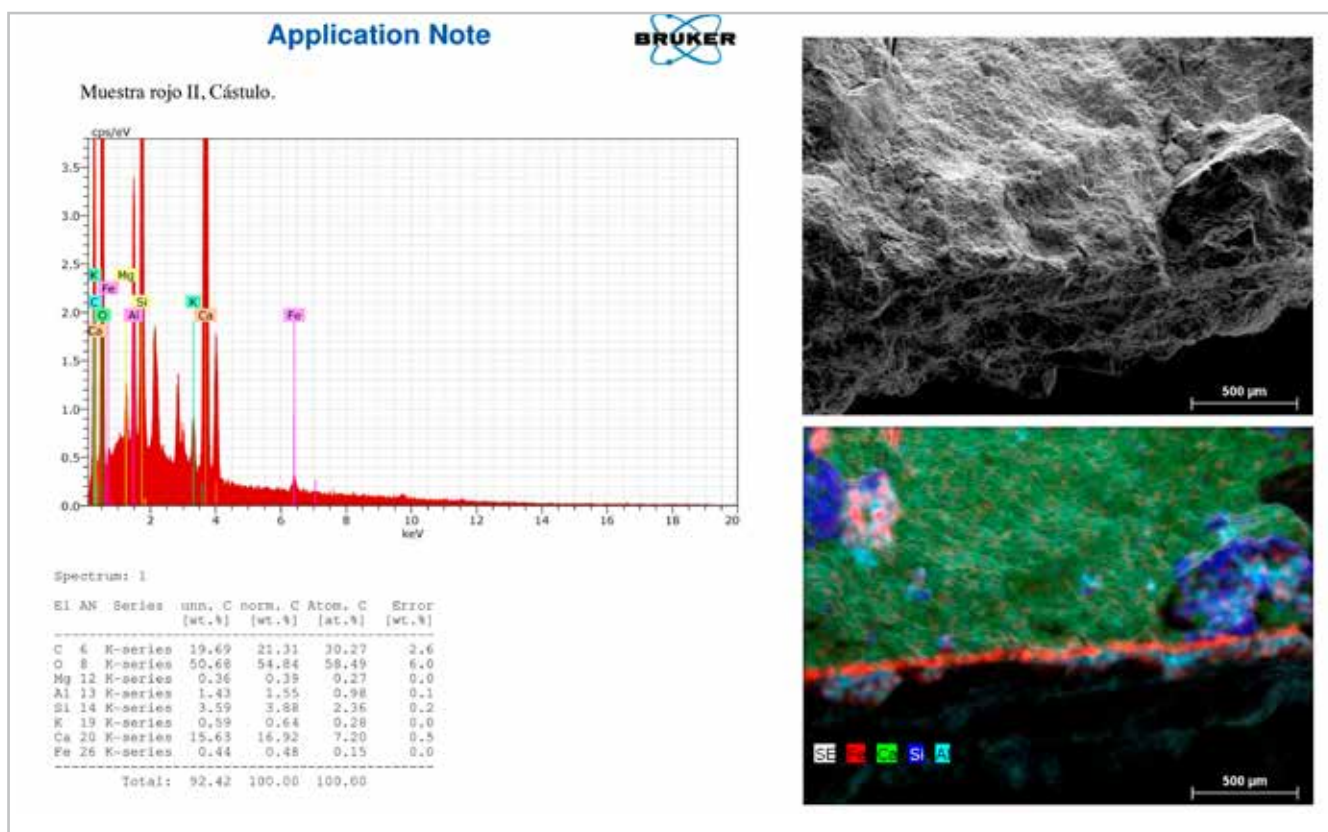 Application Note
BRUKER
Muestra rojo II, Cástulo.
cps/eV
3.5
3.0
2.5
2.0
1.5
1.0
0.5
0.0
K
Mg
Fe
C
Si
K
O
Al
Ca
Fe
Ca
2 4 6 8 10 12 14 16 18 20
keV
Spectrum: 1
El AN Series unn. C norm. C Atom. C Error
[wt.%] [wt.%] [at.%] [wt.%]
C 6 K-series 19.69 21.31 30.27 2.6
O 8 K-series 50.68 54.84 58.49 6.0
Mg 12 K-series 0.36 0.39 0.27 0.0
Al 13 K-series 1.43 1.55 0.98 0.1
Si 14 K-series 3.59 3.88 2.36 0.2
K 19 K-series 0.59 0.64 0.28 0.0
Ca 20 K-series 15.63 16.92 7.20 0.5
Fe 26 K-series 0.44 0.48 0.15 0.0
Total: 92.42 100.00 100.00
500 µm
SE Fe Ca Si Al
500 µm